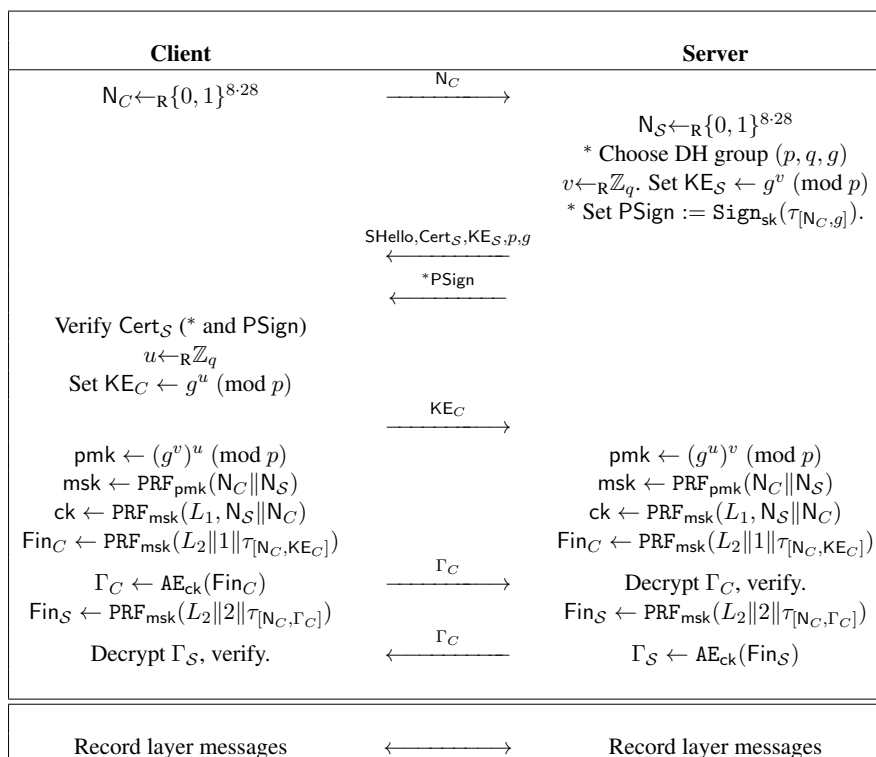 Client Server
N_C ←_R {0, 1}^{8·28} N_C
N_S ←_R {0, 1}^{8·28}
* Choose DH group (p, q, g)
v ←_R ℤ_q. Set KE_S ← g^v (mod p)
* Set PSign := Sign_sk(τ_[N_C,g]).
SHello,Cert_S,KE_S,p,g
*PSign
Verify Cert_S (* and PSign)
u ←_R ℤ_q
Set KE_C ← g^u (mod p)
KE_C
pmk ← (g^v)^u (mod p) pmk ← (g^u)^v (mod p)
msk ← PRF_pmk(N_C‖N_S) msk ← PRF_pmk(N_C‖N_S)
ck ← PRF_msk(L_1, N_S‖N_C) ck ← PRF_msk(L_1, N_S‖N_C)
Fin_C ← PRF_msk(L_2‖1‖τ_[N_C,KE_C]) Fin_C ← PRF_msk(L_2‖1‖τ_[N_C,KE_C])
Γ_C ← AE_ck(Fin_C) Γ_C Decrypt Γ_C, verify.
Fin_S ← PRF_msk(L_2‖2‖τ_[N_C,Γ_C]) Fin_S ← PRF_msk(L_2‖2‖τ_[N_C,Γ_C])
Decrypt Γ_S, verify. Γ_C Γ_S ← AE_ck(Fin_S)
Record layer messages Record layer messages